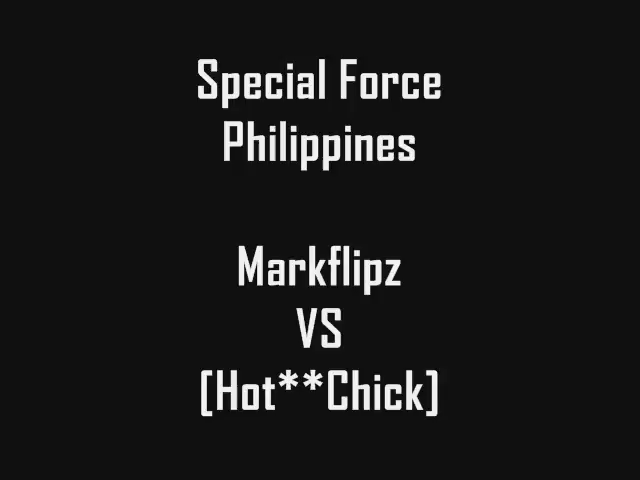 Special Force
Philippines
Markflipz
VS
[Hot**Chick]